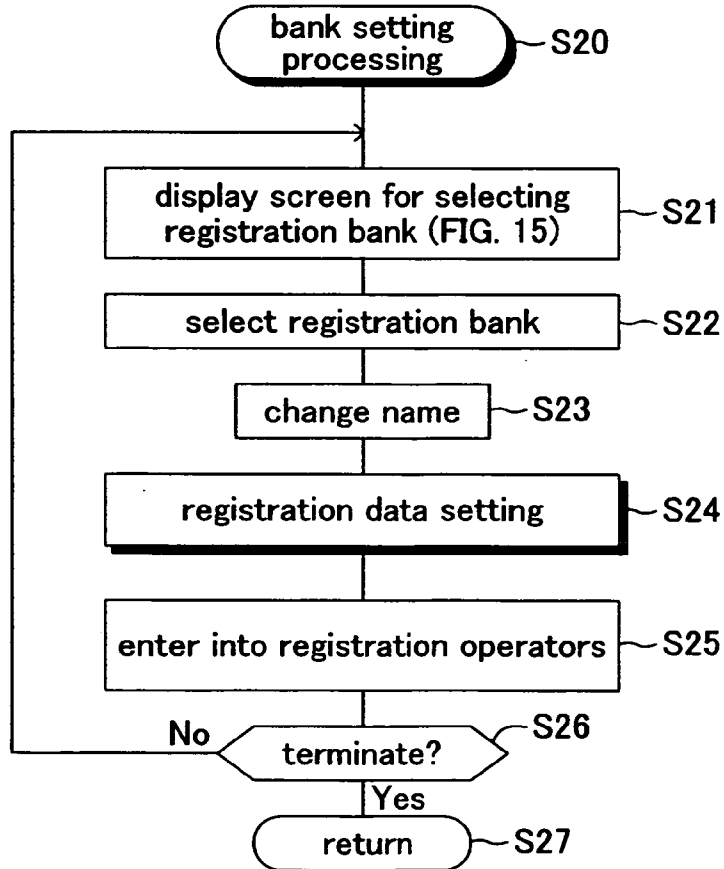 bank setting
processing
S20
display screen for selecting
registration bank (FIG. 15)
S21
select registration bank
S22
change name
S23
registration data setting
S24
enter into registration operators
S25
No
terminate?
S26
Yes
return
S27